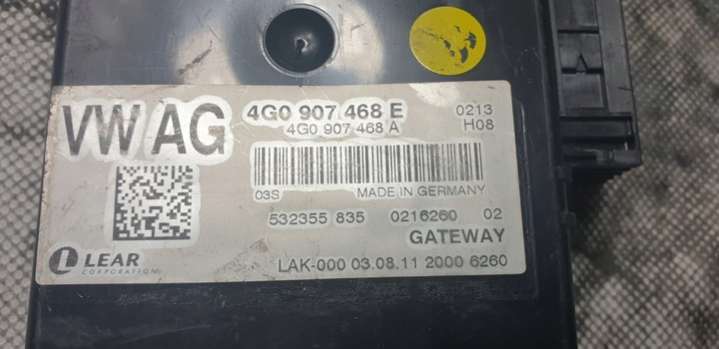 VW AG
4G0 907 468 E 0213
4G0 907 468 A H08
03S MADE IN GERMANY
532355 835 0216260 02
GATEWAY
LEAR
CORPORATION
LAK-000 03.08.11 2000 6260